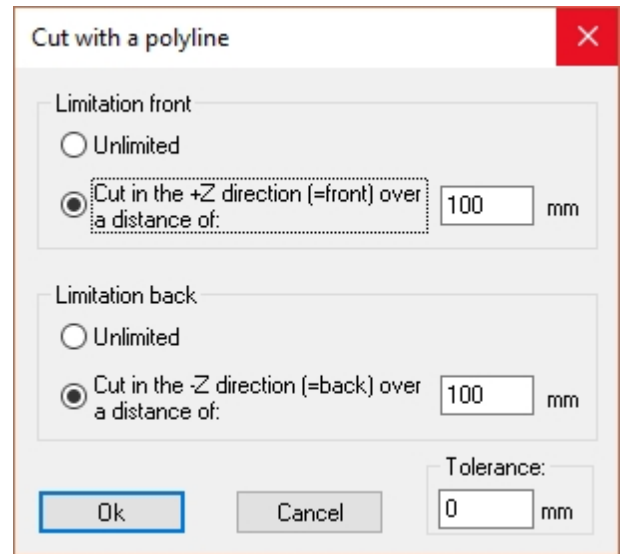 Cut with a polyline
Limitation front
Unlimited
Cut in the +Z direction (=front) over
a distance of:
100 mm
Limitation back
Unlimited
Cut in the -Z direction (=back) over
a distance of:
100 mm
Tolerance:
Ok Cancel 0 mm